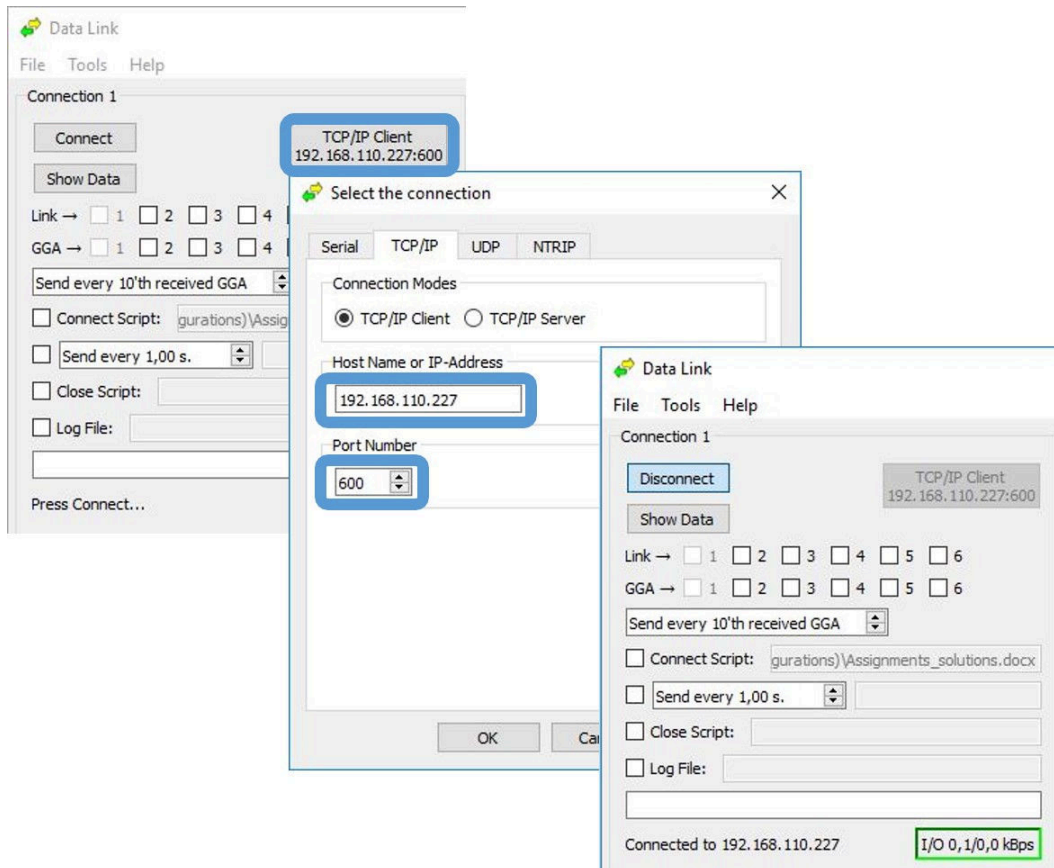 Data Link
File Tools Help
Connection 1
Connect
TCP/IP Client
192.168.110.227:600
Show Data
Link → 1 2 3 4
GGA → 1 2 3 4
Send every 10'th received GGA
Connect Script: gurations)\Assig
Send every 1,00 s.
Close Script:
Log File:
Press Connect...
Select the connection
Serial TCP/IP UDP NTRIP
Connection Modes
TCP/IP Client TCP/IP Server
Host Name or IP-Address
192.168.110.227
Port Number
600
OK Ca
Data Link
File Tools Help
Connection 1
Disconnect
TCP/IP Client
192.168.110.227:600
Show Data
Link → 1 2 3 4 5 6
GGA → 1 2 3 4 5 6
Send every 10'th received GGA
Connect Script: gurations)\Assignments_solutions.docx
Send every 1,00 s.
Close Script:
Log File:
Connected to 192.168.110.227 I/O 0,1/0,0 kBps